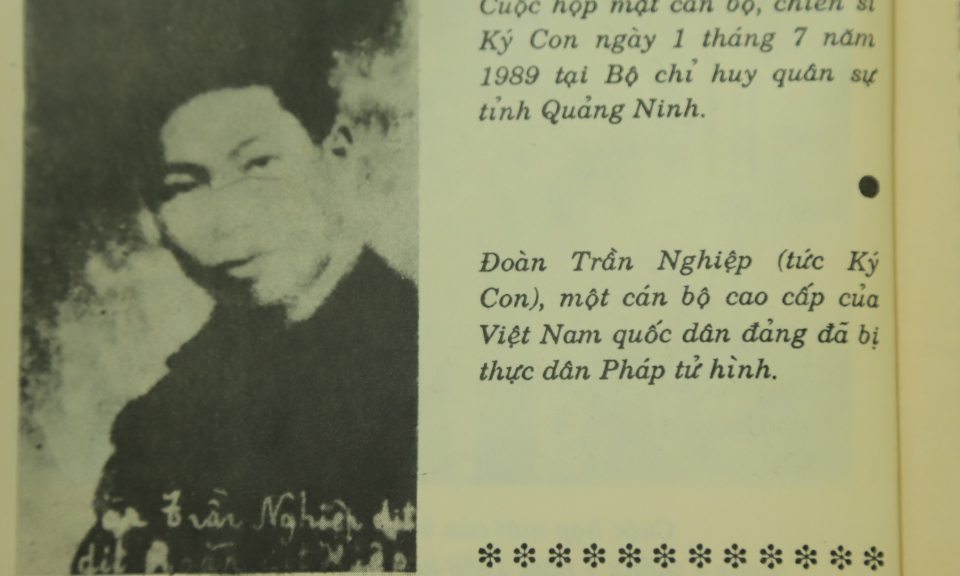 Cuộc họp mặt cán bộ, chiến sĩ
Ký Con ngày 1 tháng 7 năm
1989 tại Bộ chỉ huy quân sự
tỉnh Quảng Ninh.
Đoàn Trần Nghiệp (tức Ký
Con), một cán bộ cao cấp của
Việt Nam quốc dân đảng đã bị
thực dân Pháp tử hình.
Trần Nghiệp dit
dit
* * * * * * * * * * * *